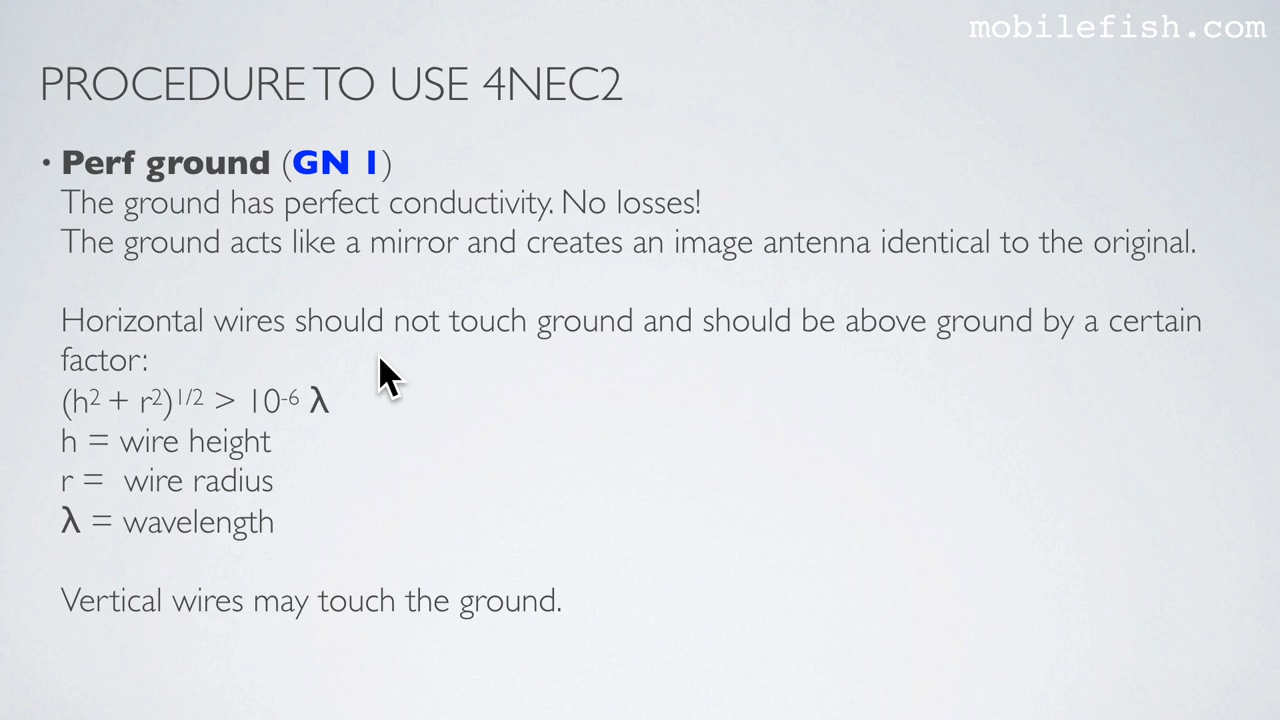 mobilefish.com
PROCEDURE TO USE 4NEC2
• Perf ground (GN 1)
The ground has perfect conductivity. No losses!
The ground acts like a mirror and creates an image antenna identical to the original.
Horizontal wires should not touch ground and should be above ground by a certain
factor:
(h² + r²)¹/² > 10⁻⁶ λ
h = wire height
r = wire radius
λ = wavelength
Vertical wires may touch the ground.